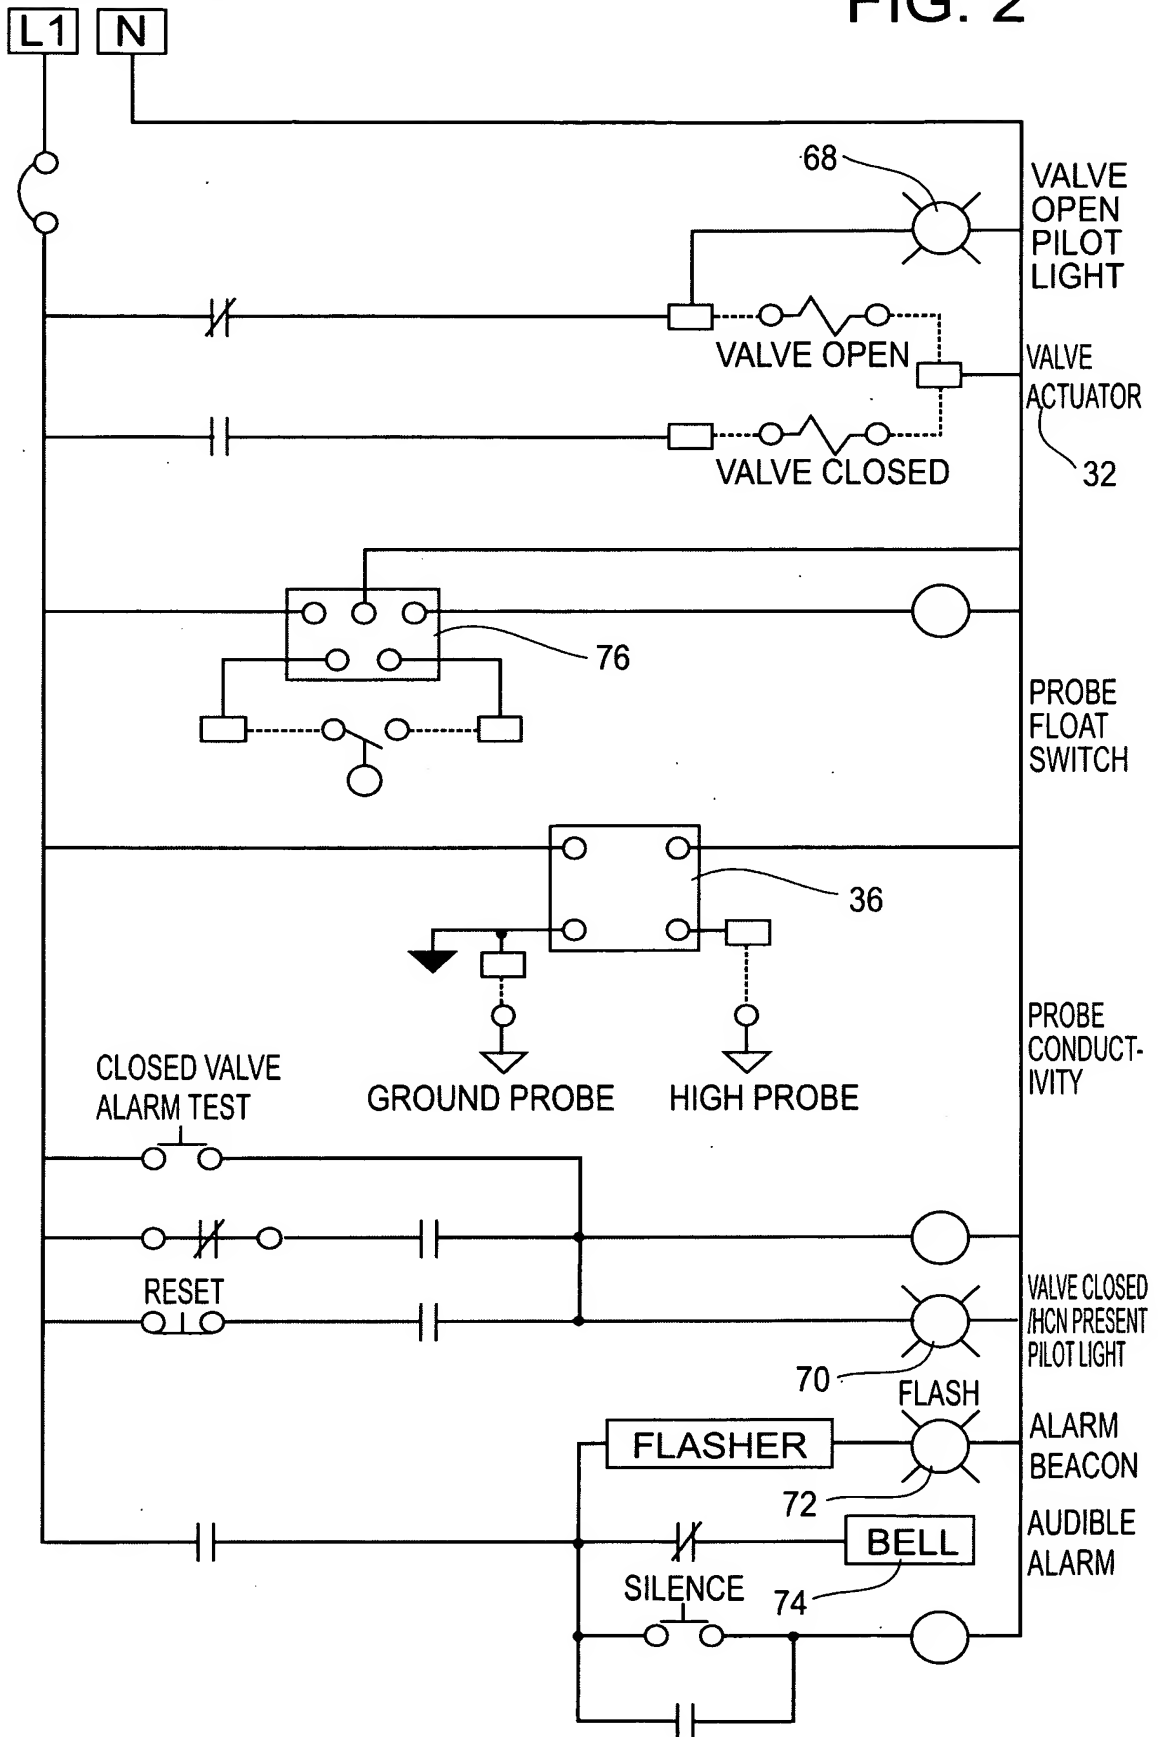 FIG. 2
L1
N
68
VALVE
OPEN
PILOT
LIGHT
VALVE OPEN
VALVE
ACTUATOR
VALVE CLOSED
32
76
PROBE
FLOAT
SWITCH
36
PROBE
CONDUCT-
IVITY
GROUND PROBE
HIGH PROBE
CLOSED VALVE
ALARM TEST
RESET
VALVE CLOSED
/HCN PRESENT
PILOT LIGHT
70
FLASH
FLASHER
ALARM
BEACON
72
BELL
AUDIBLE
ALARM
SILENCE
74